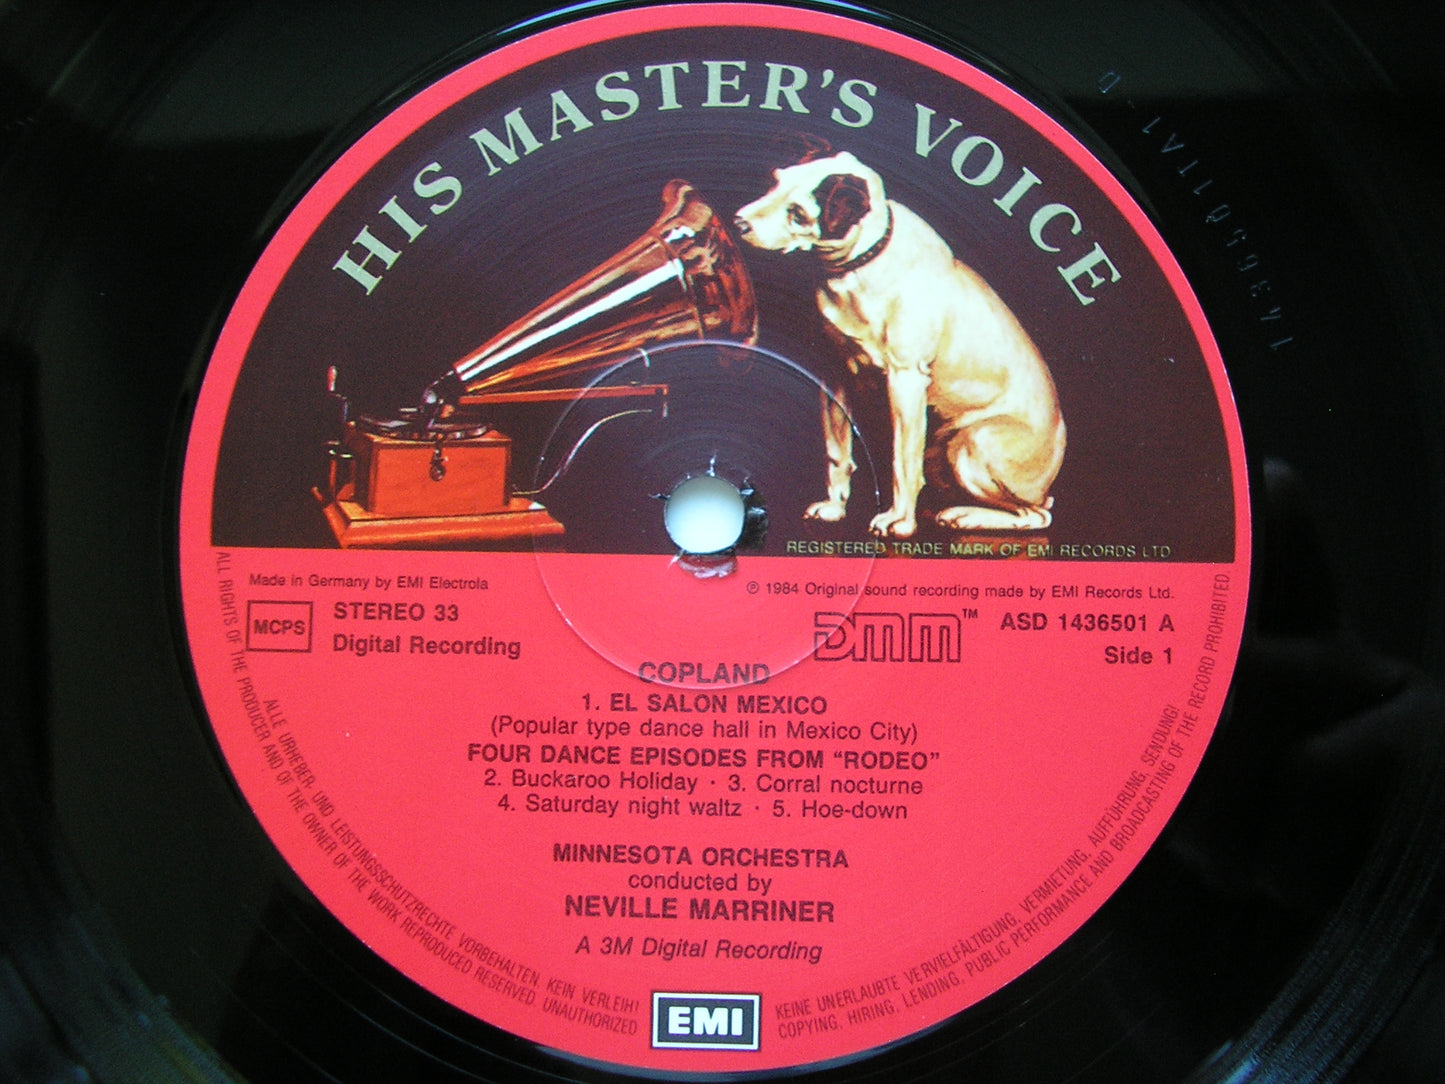 HIS MASTER'S VOICE
REGISTERED TRADE MARK OF EMI RECORDS LTD
Made in Germany by EMI Electrola
℗ 1984 Original sound recording made by EMI Records Ltd.
MCPS
STEREO 33
Digital Recording
DMM™
ASD 1436501 A
Side 1
COPLAND
1. EL SALON MEXICO
(Popular type dance hall in Mexico City)
FOUR DANCE EPISODES FROM “RODEO”
2. Buckaroo Holiday · 3. Corral nocturne
4. Saturday night waltz · 5. Hoe-down
MINNESOTA ORCHESTRA
conducted by
NEVILLE MARRINER
A 3M Digital Recording
EMI
ALLE URHEBER- UND LEISTUNGSSCHUTZRECHTE VORBEHALTEN. KEIN VERLEIH! KEINE UNERLAUBTE VERVIELFÄLTIGUNG, VERMIETUNG, AUFFÜHRUNG, SENDUNG!
ALL RIGHTS OF THE PRODUCER AND OF THE OWNER OF THE WORK REPRODUCED RESERVED. UNAUTHORIZED COPYING, HIRING, LENDING, PUBLIC PERFORMANCE AND BROADCASTING OF THE RECORD PROHIBITED.